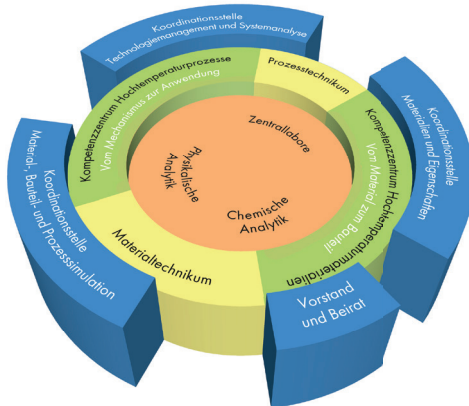 Koordinationsstelle
Technologiemanagement und Systemanalyse
Kompetenzzentrum Hochtemperaturprozesse
Vom Mechanismus zur Anwendung
Prozesstechnikum
Koordinationsstelle
Materialien und Eigenschaften
Kompetenzzentrum Hochtemperaturmaterialien
Vom Material zum Bauteil
Zentrallabore
Physikalische
Analytik
Chemische
Analytik
Koordinationsstelle
Material-, Bauteil- und Prozesssimulation
Materialtechnikum
Vorstand
und Beirat